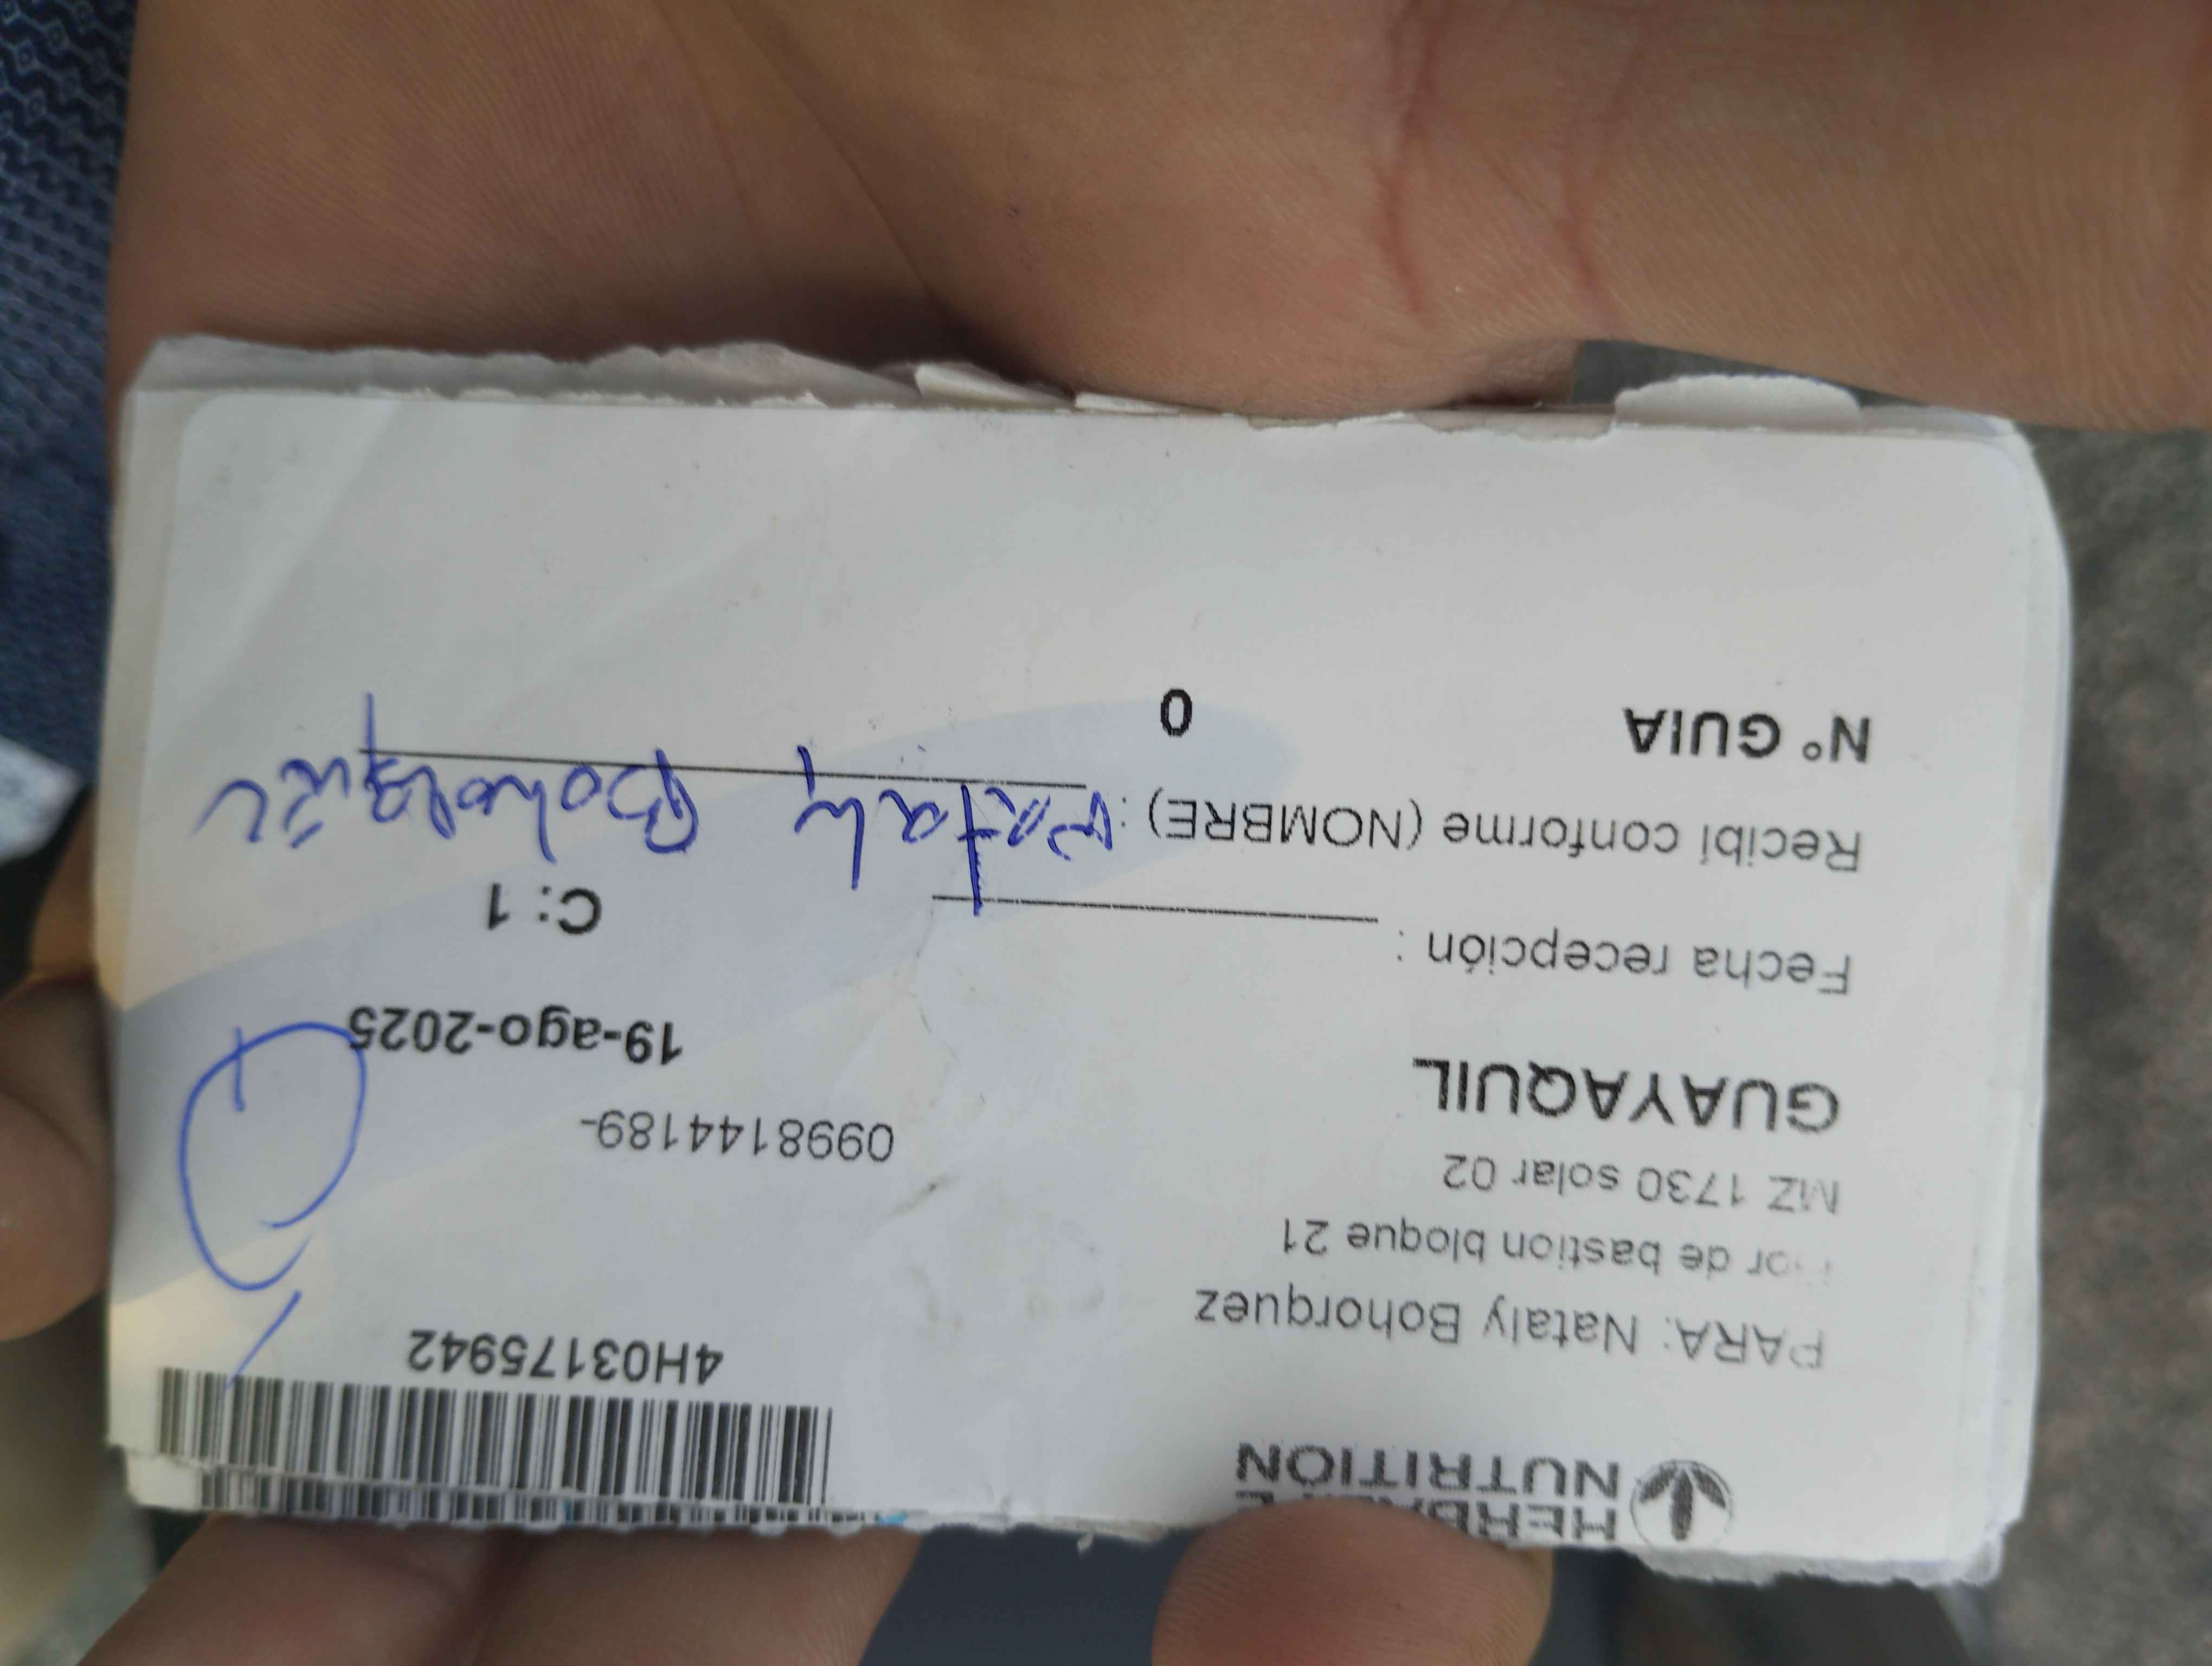 HERBALIFE
NUTRITION
4H03175942
PARA: Nataly Bohorquez
de bastion bloque 21
MZ 1730 solar 02
0998144189-
GUAYAQUIL
19-ago-2025
Fecha recepción :
C: 1
Recibí conforme (NOMBRE) : Nataly Bohorquez
N° GUIA 0